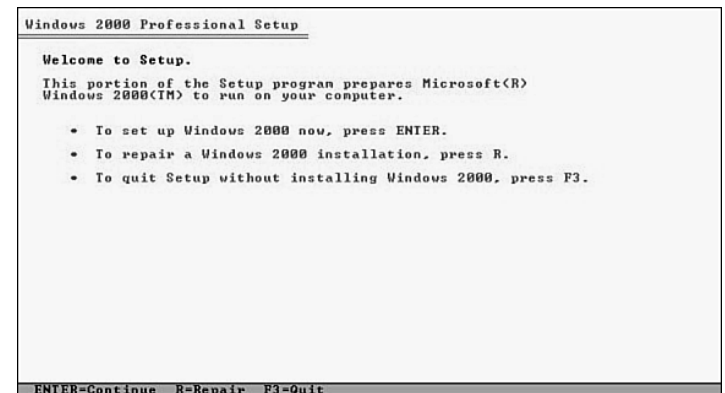 Windows 2000 Professional Setup
Welcome to Setup.
This portion of the Setup program prepares Microsoft(R)
Windows 2000(TM) to run on your computer.
• To set up Windows 2000 now, press ENTER.
• To repair a Windows 2000 installation, press R.
• To quit Setup without installing Windows 2000, press F3.
ENTER=Continue R=Repair F3=Quit